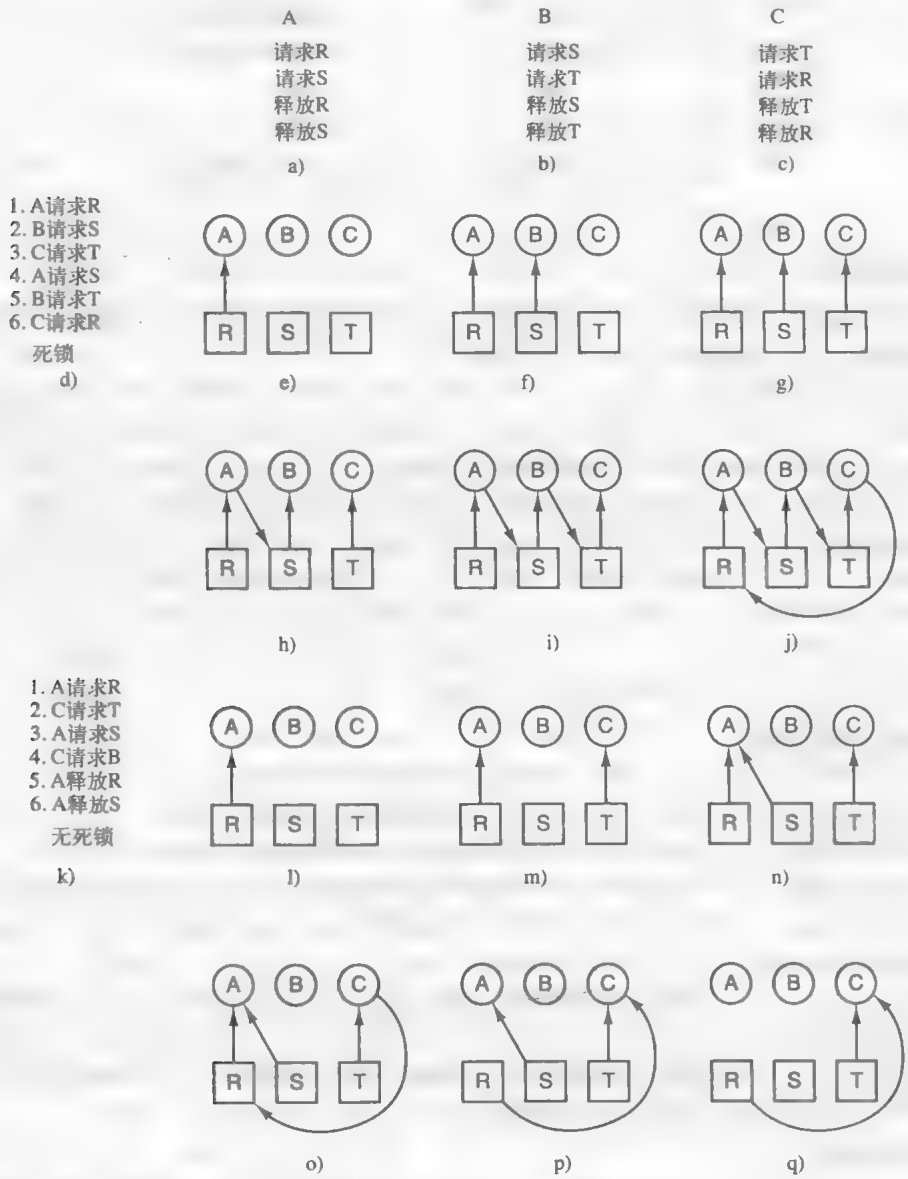 A B C
请求R 请求S 请求T
请求S 请求T 请求R
释放R 释放S 释放T
释放S 释放T 释放R
a) b) c)
1. A请求R
2. B请求S
3. C请求T
4. A请求S
5. B请求T
6. C请求R
死锁
d)
A B C
R S T
e)
A B C
R S T
f)
A B C
R S T
g)
A B C
R S T
h)
A B C
R S T
i)
A B C
R S T
j)
1. A请求R
2. C请求T
3. A请求S
4. C请求B
5. A释放R
6. A释放S
无死锁
k)
A B C
R S T
l)
A B C
R S T
m)
A B C
R S T
n)
A B C
R S T
o)
A B C
R S T
p)
A B C
R S T
q)